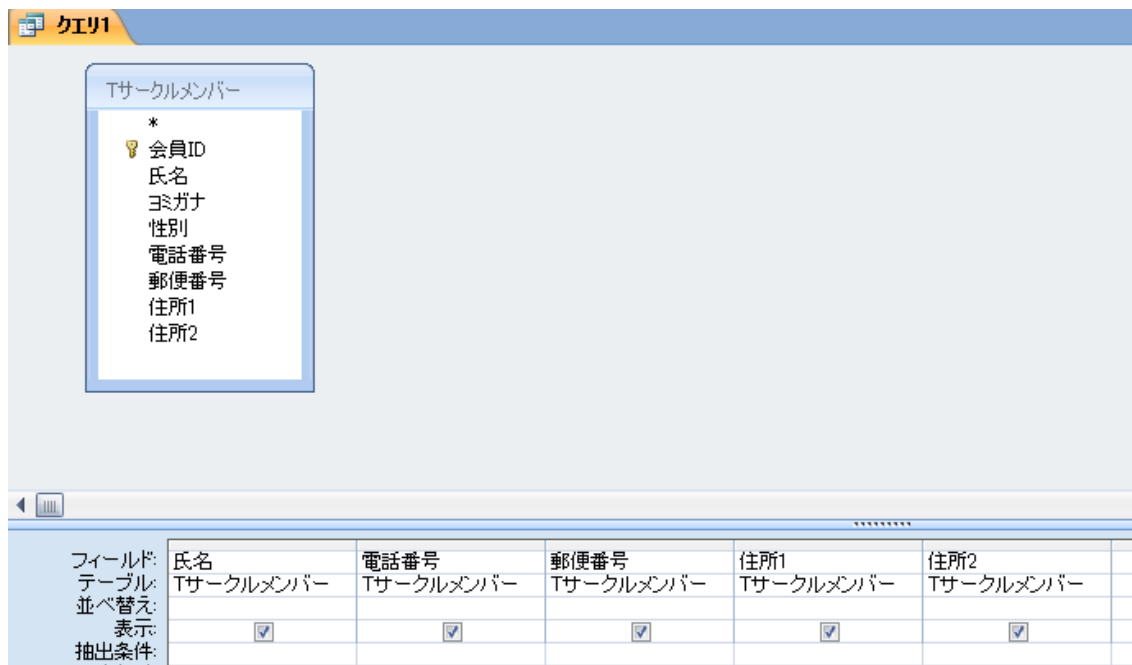 クエリ1
Tサークルメンバー
*
会員ID
氏名
ヨミガナ
性別
電話番号
郵便番号
住所1
住所2
フィールド: 氏名 電話番号 郵便番号 住所1 住所2
テーブル: Tサークルメンバー Tサークルメンバー Tサークルメンバー Tサークルメンバー Tサークルメンバー
並べ替え:
表示:
抽出条件: